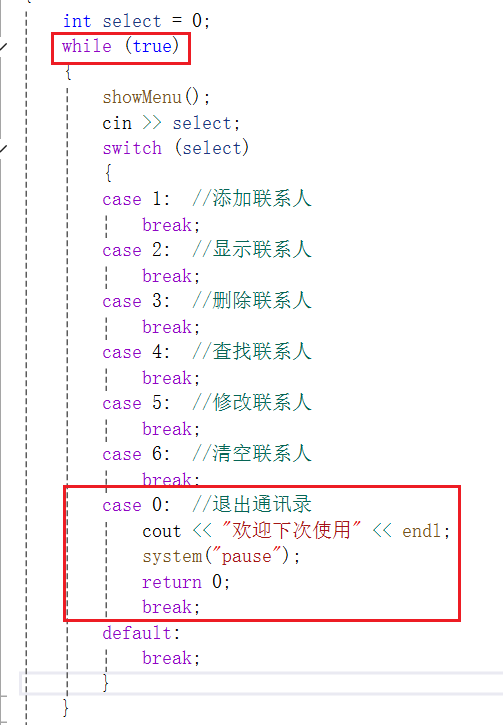 int select = 0;
while (true)
{
showMenu();
cin >> select;
switch (select)
{
case 1:  //添加联系人
break;
case 2:  //显示联系人
break;
case 3:  //删除联系人
break;
case 4:  //查找联系人
break;
case 5:  //修改联系人
break;
case 6:  //清空联系人
break;
case 0:  //退出通讯录
cout << "欢迎下次使用" << endl;
system("pause");
return 0;
break;
default:
break;
}
}